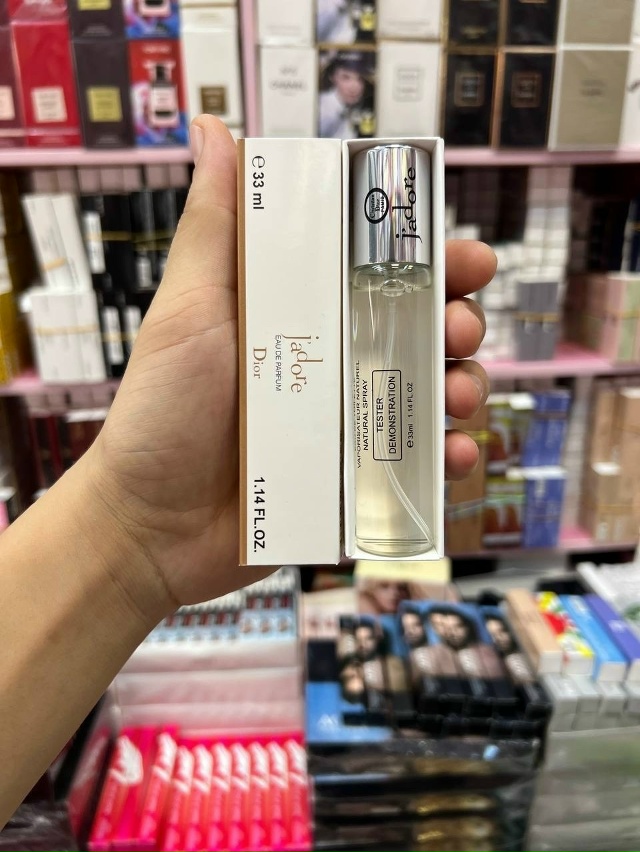 ℮ 33 ml
j'adore
EAU DE PARFUM
Dior
1.14 FL.OZ.
j'adore
TESTER
DEMONSTRATION
℮33ml 1.14 FL OZ
NATURAL SPRAY
VAPORISATEUR NATUREL